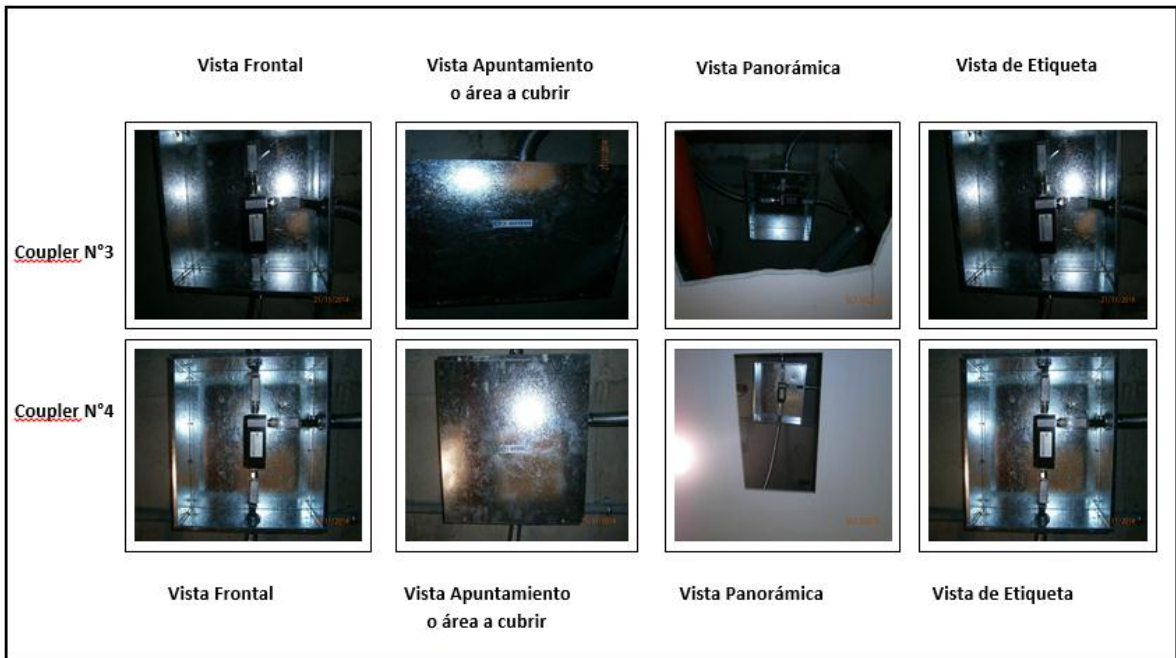 Vista Frontal
Vista Apuntamiento
o área a cubrir
Vista Panorámica
Vista de Etiqueta
Coupler N°3
21/11/2014
21/11/2014
Coupler N°4
Vista Frontal
Vista Apuntamiento
o área a cubrir
Vista Panorámica
Vista de Etiqueta